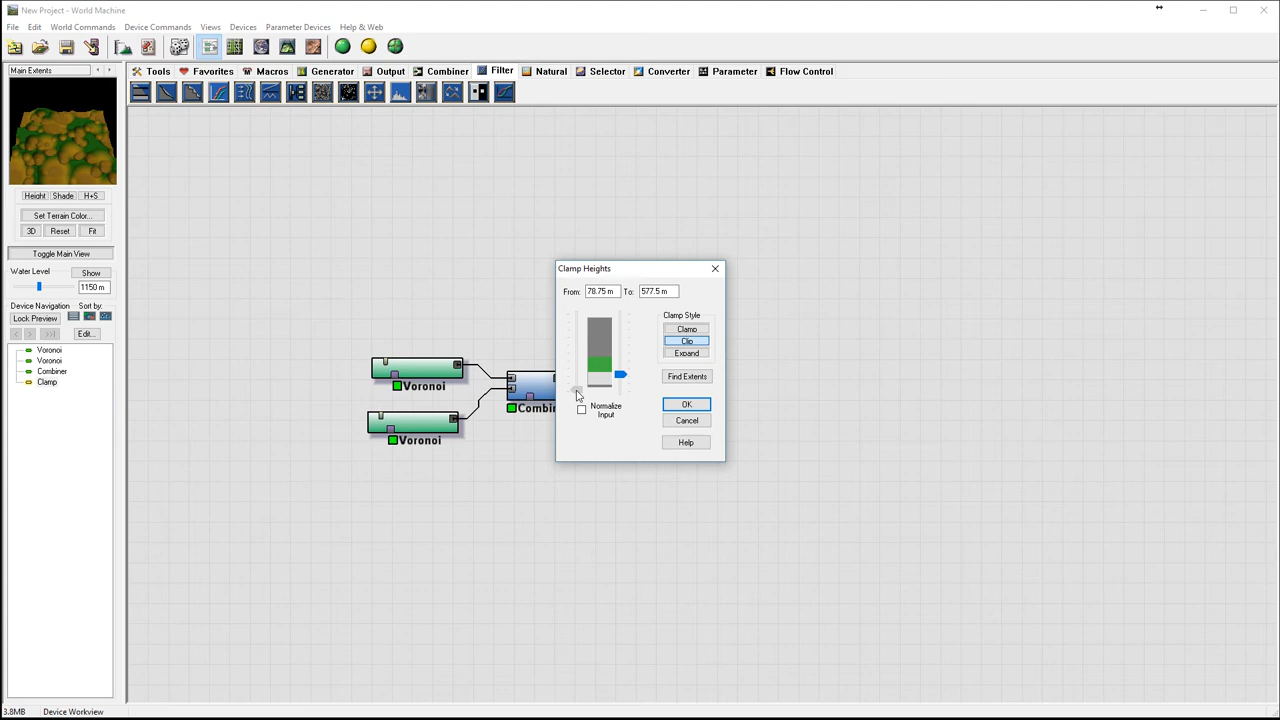 New Project - World Machine
File Edit World Commands Device Commands Views Devices Parameter Devices Help & Web
Main Extents
Tools Favorites Macros Generator Output Combiner Filter Natural Selector Converter Parameter Flow Control
Height Shade H+S
Set Terrain Color...
3D Reset Fit
Toggle Main View
Water Level Show
1150 m
Device Navigation Sort by:
Lock Preview
< > >| Edit...
Voronoi
Voronoi
Combiner
Clamp
Voronoi
Voronoi
Combin
Clamp Heights
From: 78.75 m To: 577.5 m
Clamp Style
Clamp
Clip
Expand
Find Extents
Normalize
Input
OK
Cancel
Help
3.8MB Device Workview